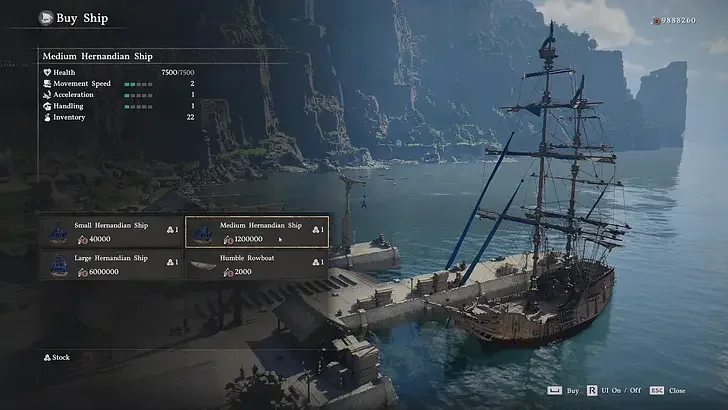 Buy Ship
9888260
Medium Hernandian Ship
Health 7500/7500
Movement Speed 2
Acceleration 1
Handling 1
Inventory 22
Small Hernandian Ship 1
40000
Medium Hernandian Ship 1
1200000
Large Hernandian Ship 1
6000000
Humble Rowboat 1
2000
Stock
Buy R UI On / Off ESC Close